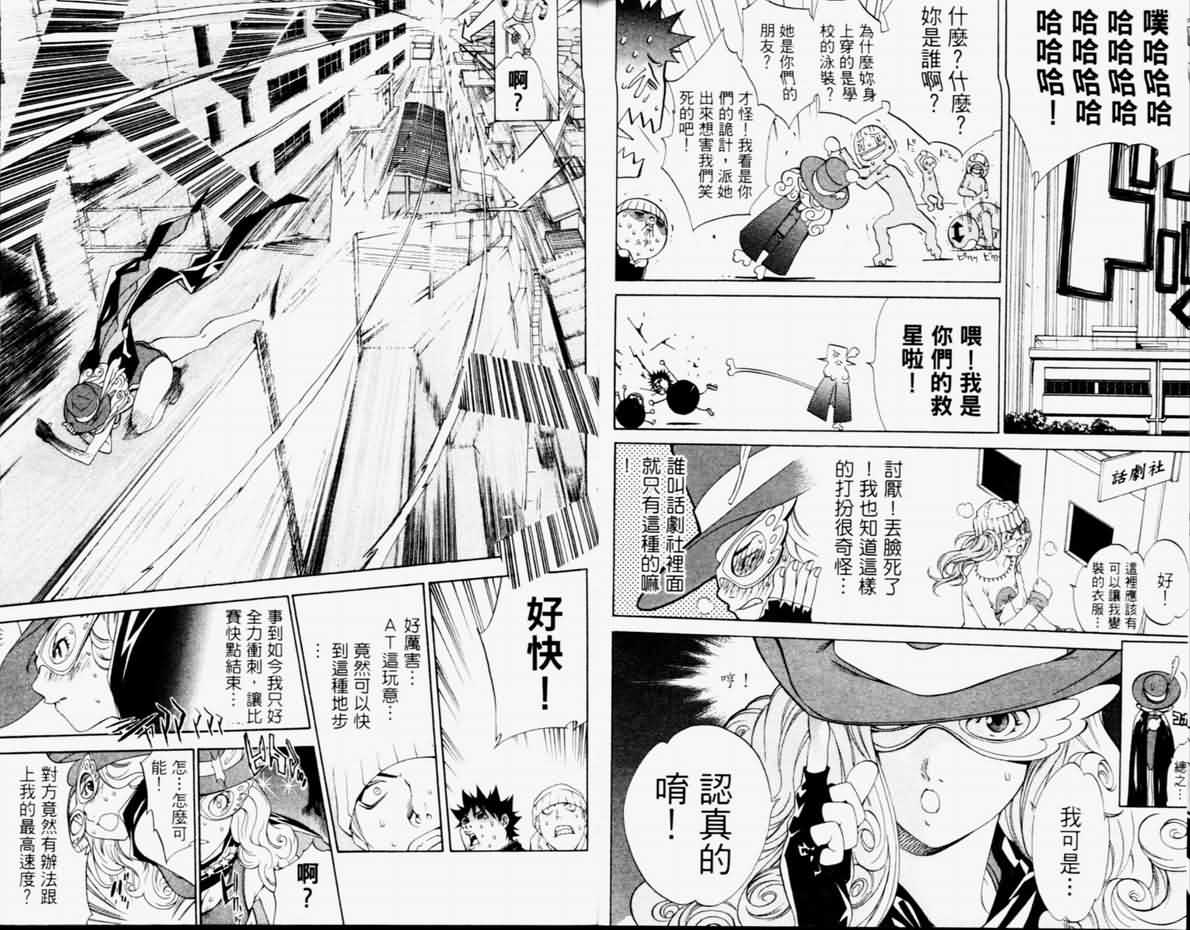 噗哈哈哈
哈哈哈哈
哈哈哈哈
哈哈哈！
什麼？什麼？
妳是誰啊？
為什麼妳身
上穿的是學
校的泳裝？
她是你們的
朋友？
才怪！我看是你
們的詭計，派她
出來想害我們笑
死的吧！
喂！我是
你們的救
星啦！
話劇社
好！
這裡應該有
可以讓我變
裝的衣服…
討厭！丟臉死了
！我也知道這樣
的打扮很奇怪…
誰叫話劇社裡面
就只有這種的嘛
！
總之…
我可是…
哼！
認真的
唷！
啊？
好快！
好厲害…
ＡＴ這玩意…
竟然可以快
到這種地步
…
事到如今我只好
全力衝刺，讓比
賽快點結束…
啊？
怎…怎麼可
能！
對方竟然有辦法跟
上我的最高速度？